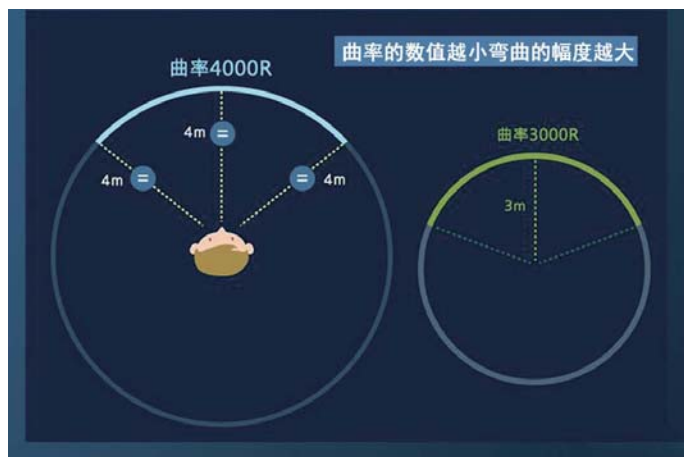 曲率的数值越小弯曲的幅度越大
曲率4000R
4m
=
4m
=
=
4m
曲率3000R
3m